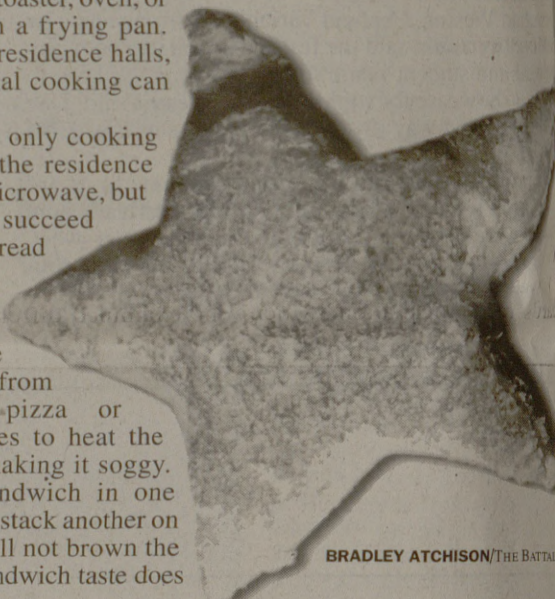 toaster, oven, or
a frying pan.
residence halls,
al cooking can
only cooking
the residence
icrowave, but
succeed
read
from
pizza or
es to heat the
aking it soggy.
ndwich in one
stack another on
ll not brown the
ndwich taste does
BRADLEY ATCHISON/THE BATTAL